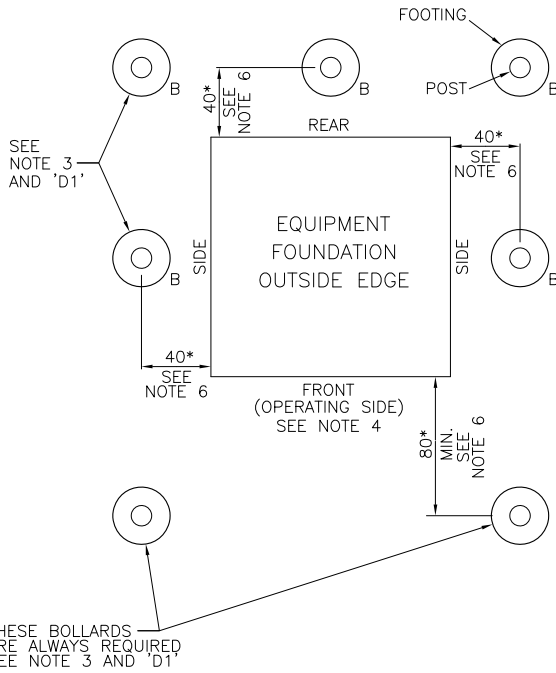 FOOTING
POST
B
B
B
40*
SEE
NOTE 6
REAR
40*
SEE
NOTE 6
SEE
NOTE 3
AND 'D1'
SIDE
EQUIPMENT
FOUNDATION
OUTSIDE EDGE
SIDE
B
B
40*
SEE
NOTE 6
FRONT
(OPERATING SIDE)
SEE NOTE 4
80*
MIN.
SEE
NOTE 6
HESE BOLLARDS
RE ALWAYS REQUIRED
EE NOTE 3 AND 'D1'